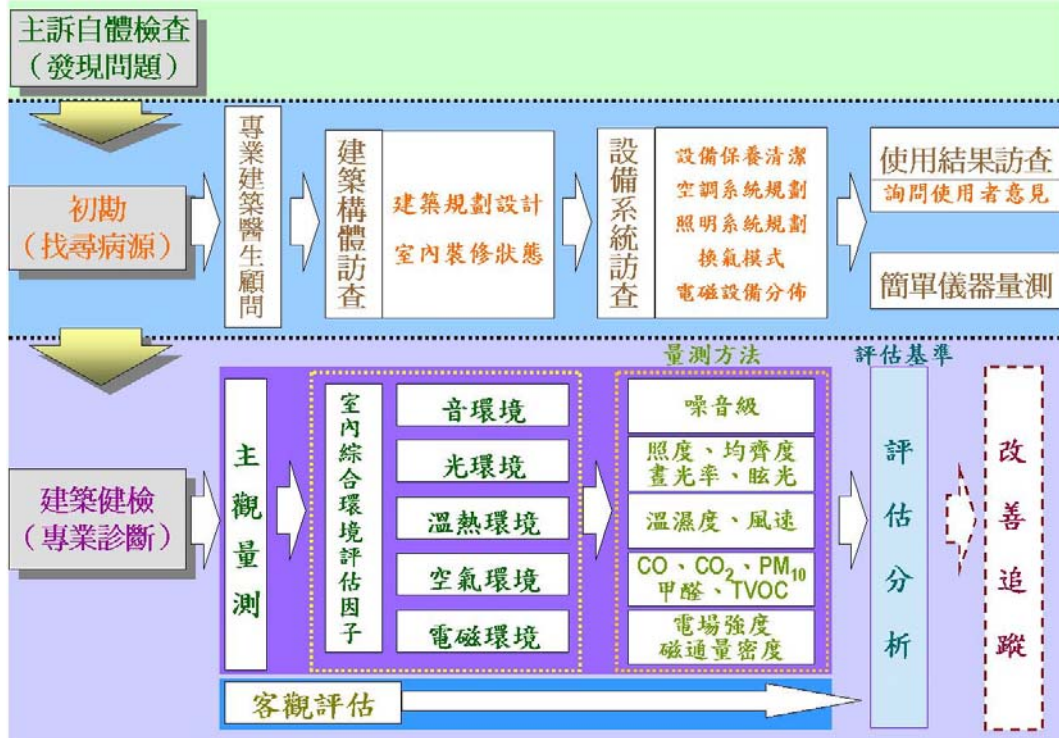 主訴自體檢查
（發現問題）
初勘
（找尋病源）
專業建築醫生顧問
建築構體訪查
建築規劃設計
室內裝修狀態
設備系統訪查
設備保養清潔
空調系統規劃
照明系統規劃
換氣模式
電磁設備分佈
使用結果訪查
詢問使用者意見
簡單儀器量測
建築健檢
（專業診斷）
主觀量測
室內綜合環境評估因子
音環境
光環境
溫熱環境
空氣環境
電磁環境
量測方法
噪音級
照度、均齊度
晝光率、眩光
溫濕度、風速
CO、CO₂、PM₁₀
甲醛、TVOC
電場強度
磁通量密度
評估基準
評估分析
改善追蹤
客觀評估